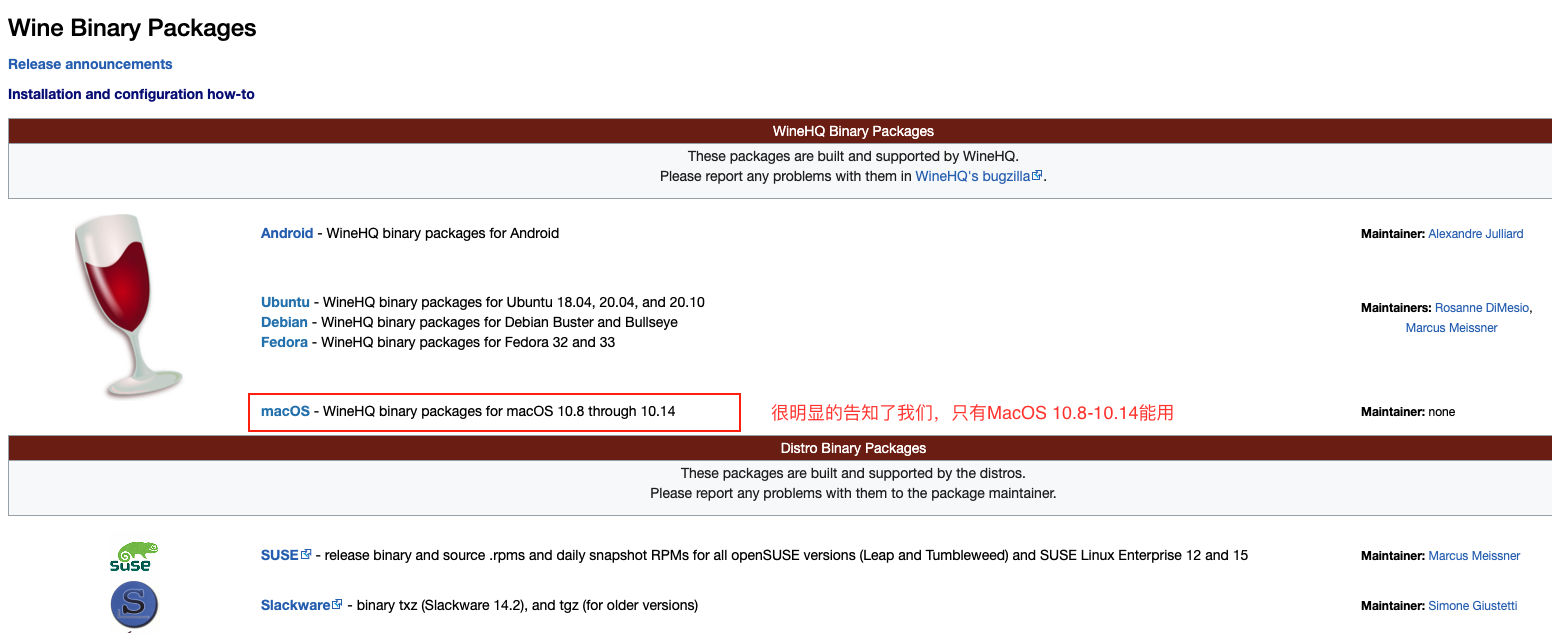 Wine Binary Packages
Release announcements
Installation and configuration how-to
WineHQ Binary Packages
These packages are built and supported by WineHQ.
Please report any problems with them in WineHQ's bugzilla.
Android - WineHQ binary packages for Android
Maintainer: Alexandre Julliard
Ubuntu - WineHQ binary packages for Ubuntu 18.04, 20.04, and 20.10
Debian - WineHQ binary packages for Debian Buster and Bullseye
Fedora - WineHQ binary packages for Fedora 32 and 33
Maintainers: Rosanne DiMesio,
Marcus Meissner
macOS - WineHQ binary packages for macOS 10.8 through 10.14
很明显的告知了我们，只有MacOS 10.8-10.14能用
Maintainer: none
Distro Binary Packages
These packages are built and supported by the distros.
Please report any problems with them to the package maintainer.
SUSE
SUSE - release binary and source .rpms and daily snapshot RPMs for all openSUSE versions (Leap and Tumbleweed) and SUSE Linux Enterprise 12 and 15
Maintainer: Marcus Meissner
S
Slackware - binary txz (Slackware 14.2), and tgz (for older versions)
Maintainer: Simone Giustetti